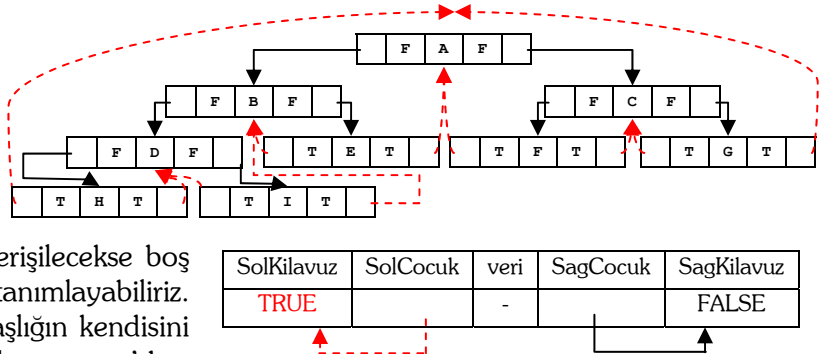 F A F
F B F
F C F
F D F
T E T
T F T
T G T
T H T
T I T
erişilecekse boş
tanımlayabiliriz.
aşlığın kendisini
SolKilavuz SolCocuk veri SagCocuk SagKilavuz
TRUE - FALSE